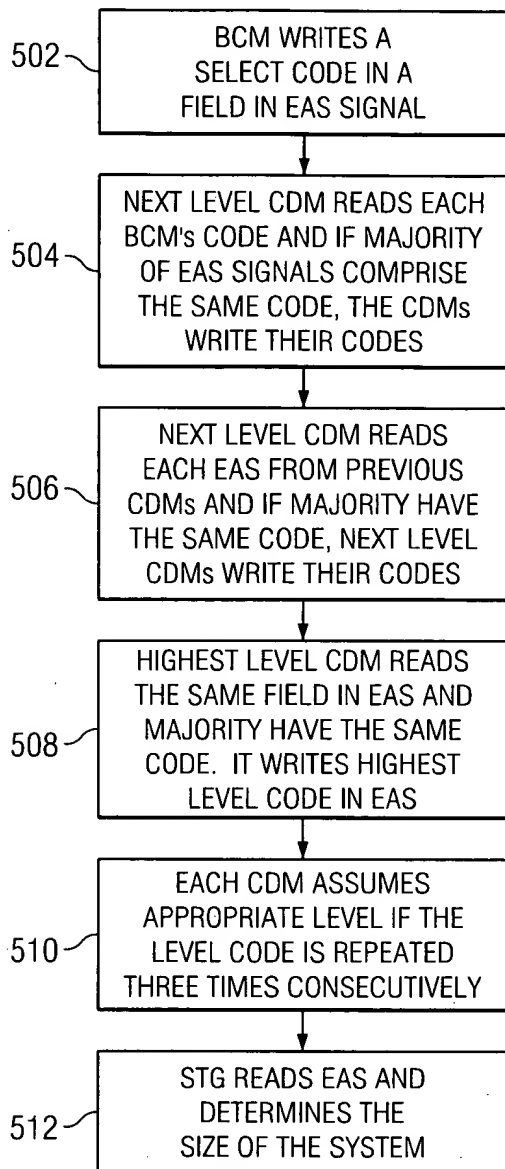 502
BCM WRITES A
SELECT CODE IN A
FIELD IN EAS SIGNAL
504
NEXT LEVEL CDM READS EACH
BCM's CODE AND IF MAJORITY
OF EAS SIGNALS COMPRISE
THE SAME CODE, THE CDMs
WRITE THEIR CODES
506
NEXT LEVEL CDM READS
EACH EAS FROM PREVIOUS
CDMs AND IF MAJORITY HAVE
THE SAME CODE, NEXT LEVEL
CDMs WRITE THEIR CODES
508
HIGHEST LEVEL CDM READS
THE SAME FIELD IN EAS AND
MAJORITY HAVE THE SAME
CODE. IT WRITES HIGHEST
LEVEL CODE IN EAS
510
EACH CDM ASSUMES
APPROPRIATE LEVEL IF THE
LEVEL CODE IS REPEATED
THREE TIMES CONSECUTIVELY
512
STG READS EAS AND
DETERMINES THE
SIZE OF THE SYSTEM